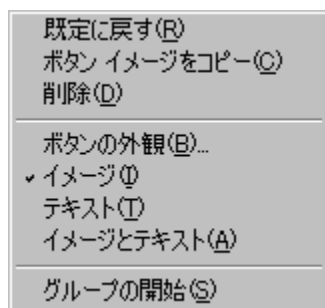 既定に戻す(R)
ボタン イメージをコピー(C)
削除(D)
ボタンの外観(B)...
イメージ(I)
テキスト(T)
イメージとテキスト(A)
グループの開始(S)